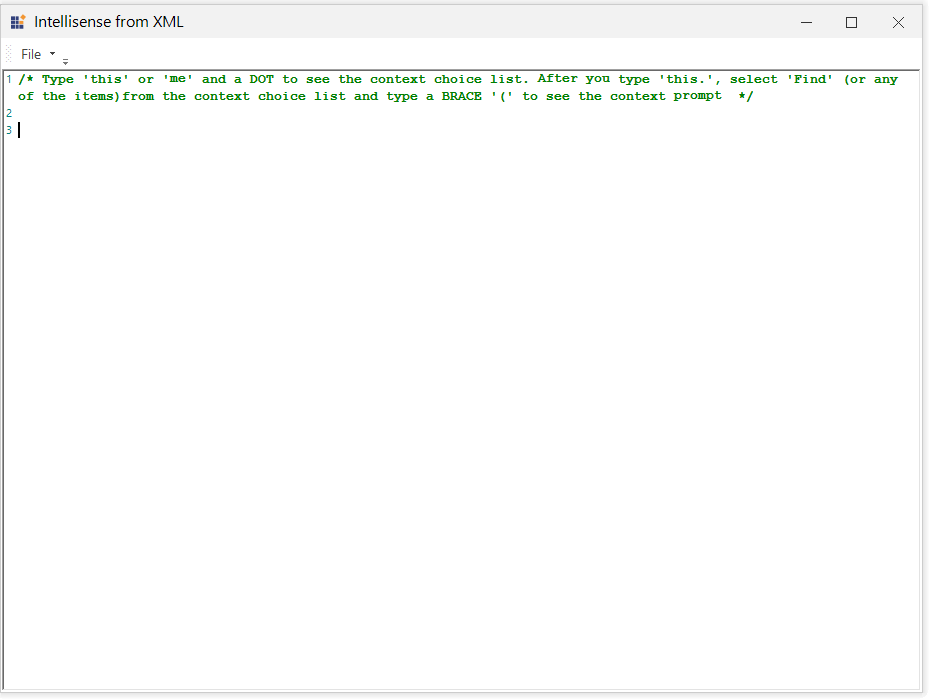 Intellisense from XML
File
1 /* Type 'this' or 'me' and a DOT to see the context choice list. After you type 'this.', select 'Find' (or any
of the items)from the context choice list and type a BRACE '(' to see the context prompt  */
2
3